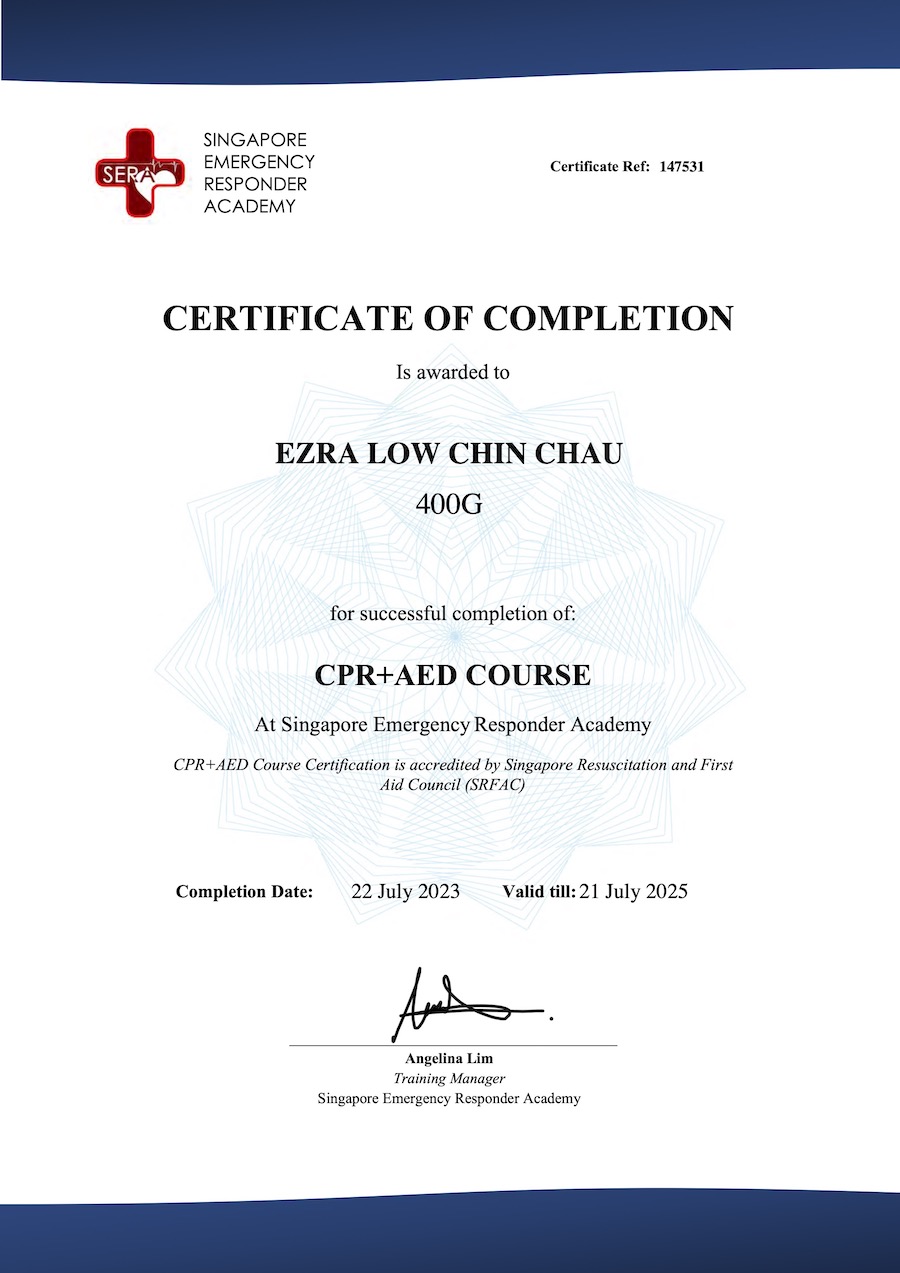 SERA
SINGAPORE
EMERGENCY
RESPONDER
ACADEMY
Certificate Ref: 147531
CERTIFICATE OF COMPLETION
Is awarded to
EZRA LOW CHIN CHAU
400G
for successful completion of:
CPR+AED COURSE
At Singapore Emergency Responder Academy
CPR+AED Course Certification is accredited by Singapore Resuscitation and First
Aid Council (SRFAC)
Completion Date: 22 July 2023 Valid till: 21 July 2025
Angelina Lim
Training Manager
Singapore Emergency Responder Academy